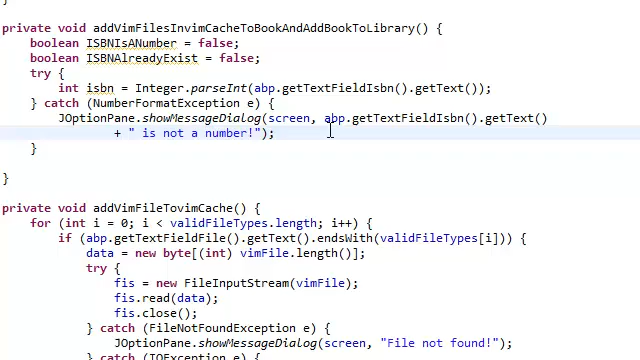 }
private void addVimFilesInvimCacheToBookAndAddBookToLibrary() {
boolean ISBNIsANumber = false;
boolean ISBNAlreadyExist = false;
try {
int isbn = Integer.parseInt(abp.getTextFieldIsbn().getText());
} catch (NumberFormatException e) {
JOptionPane.showMessageDialog(screen, abp.getTextFieldIsbn().getText()
+ " is not a number!");
}
}
private void addVimFileTovimCache() {
for (int i = 0; i < validFileTypes.length; i++) {
if (abp.getTextFieldFile().getText().endsWith(validFileTypes[i])) {
data = new byte[(int) vimFile.length()];
try {
fis = new FileInputStream(vimFile);
fis.read(data);
fis.close();
} catch (FileNotFoundException e) {
JOptionPane.showMessageDialog(screen, "File not found!");
} catch (IOException e) {